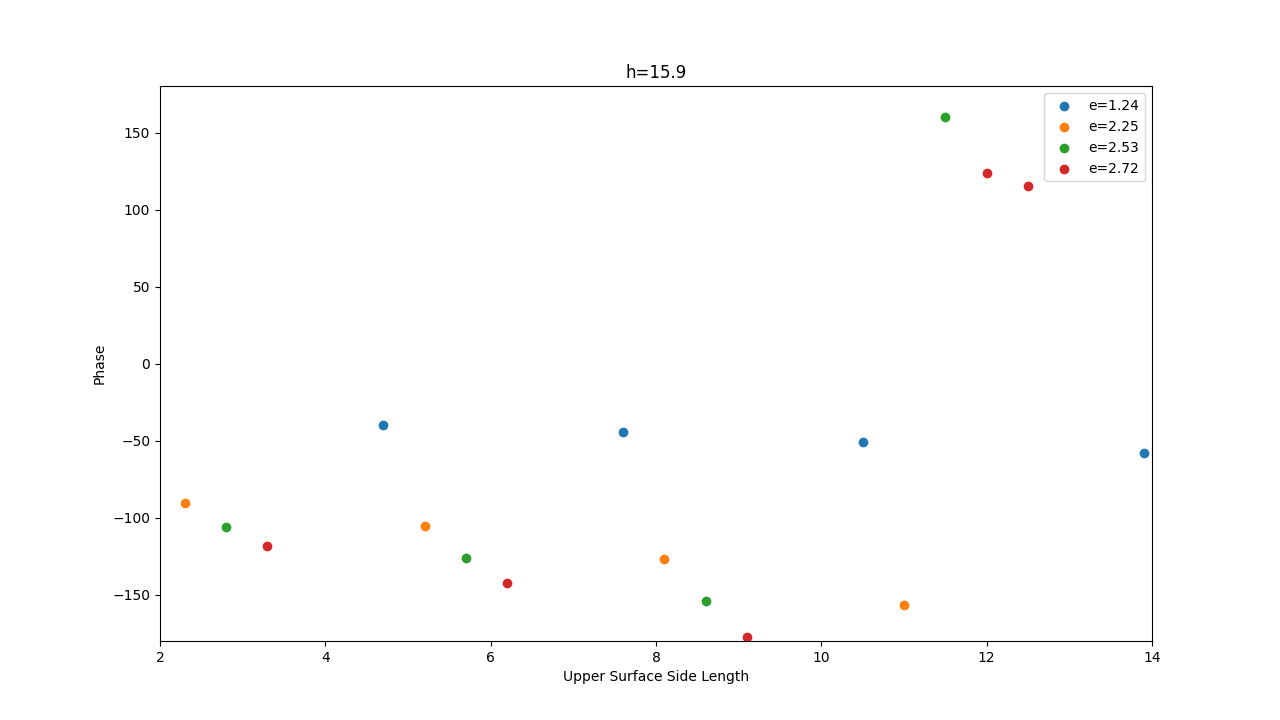 h=15.9
e=1.24
e=2.25
e=2.53
e=2.72
150
100
50
0
−50
−100
−150
Phase
2 4 6 8 10 12 14
Upper Surface Side Length